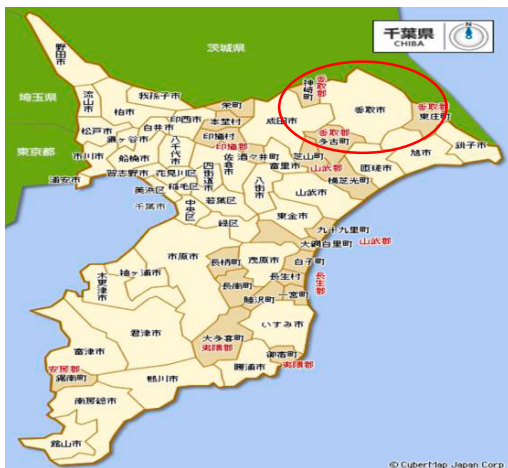 千葉県
CHIBA
N
茨城県
埼玉県
東京都
野田市
流山市
柏市
我孫子市
松戸市
鎌ヶ谷市
白井市
印西市
栄町
本埜村
印旛村
印旛郡
成田市
神崎町
香取郡
香取市
香取郡
東庄町
香取郡
多古町
銚子市
旭市
匝瑳市
芝山町
山武郡
横芝光町
市川市
船橋市
八千代市
佐倉市
酒々井町
富里市
浦安市
習志野市
花見川区
四街道市
八街市
山武市
美浜区
稲毛区
若葉区
千葉市
中央区
緑区
東金市
九十九里町
大網白里町
山武郡
市原市
長柄町
茂原市
白子町
長生村
長生郡
長南町
睦沢町
一宮町
木更津市
袖ヶ浦市
君津市
大多喜町
夷隅郡
いすみ市
富津市
御宿町
夷隅郡
勝浦市
安房郡
鋸南町
鴨川市
南房総市
館山市
© CyberMap Japan Corp